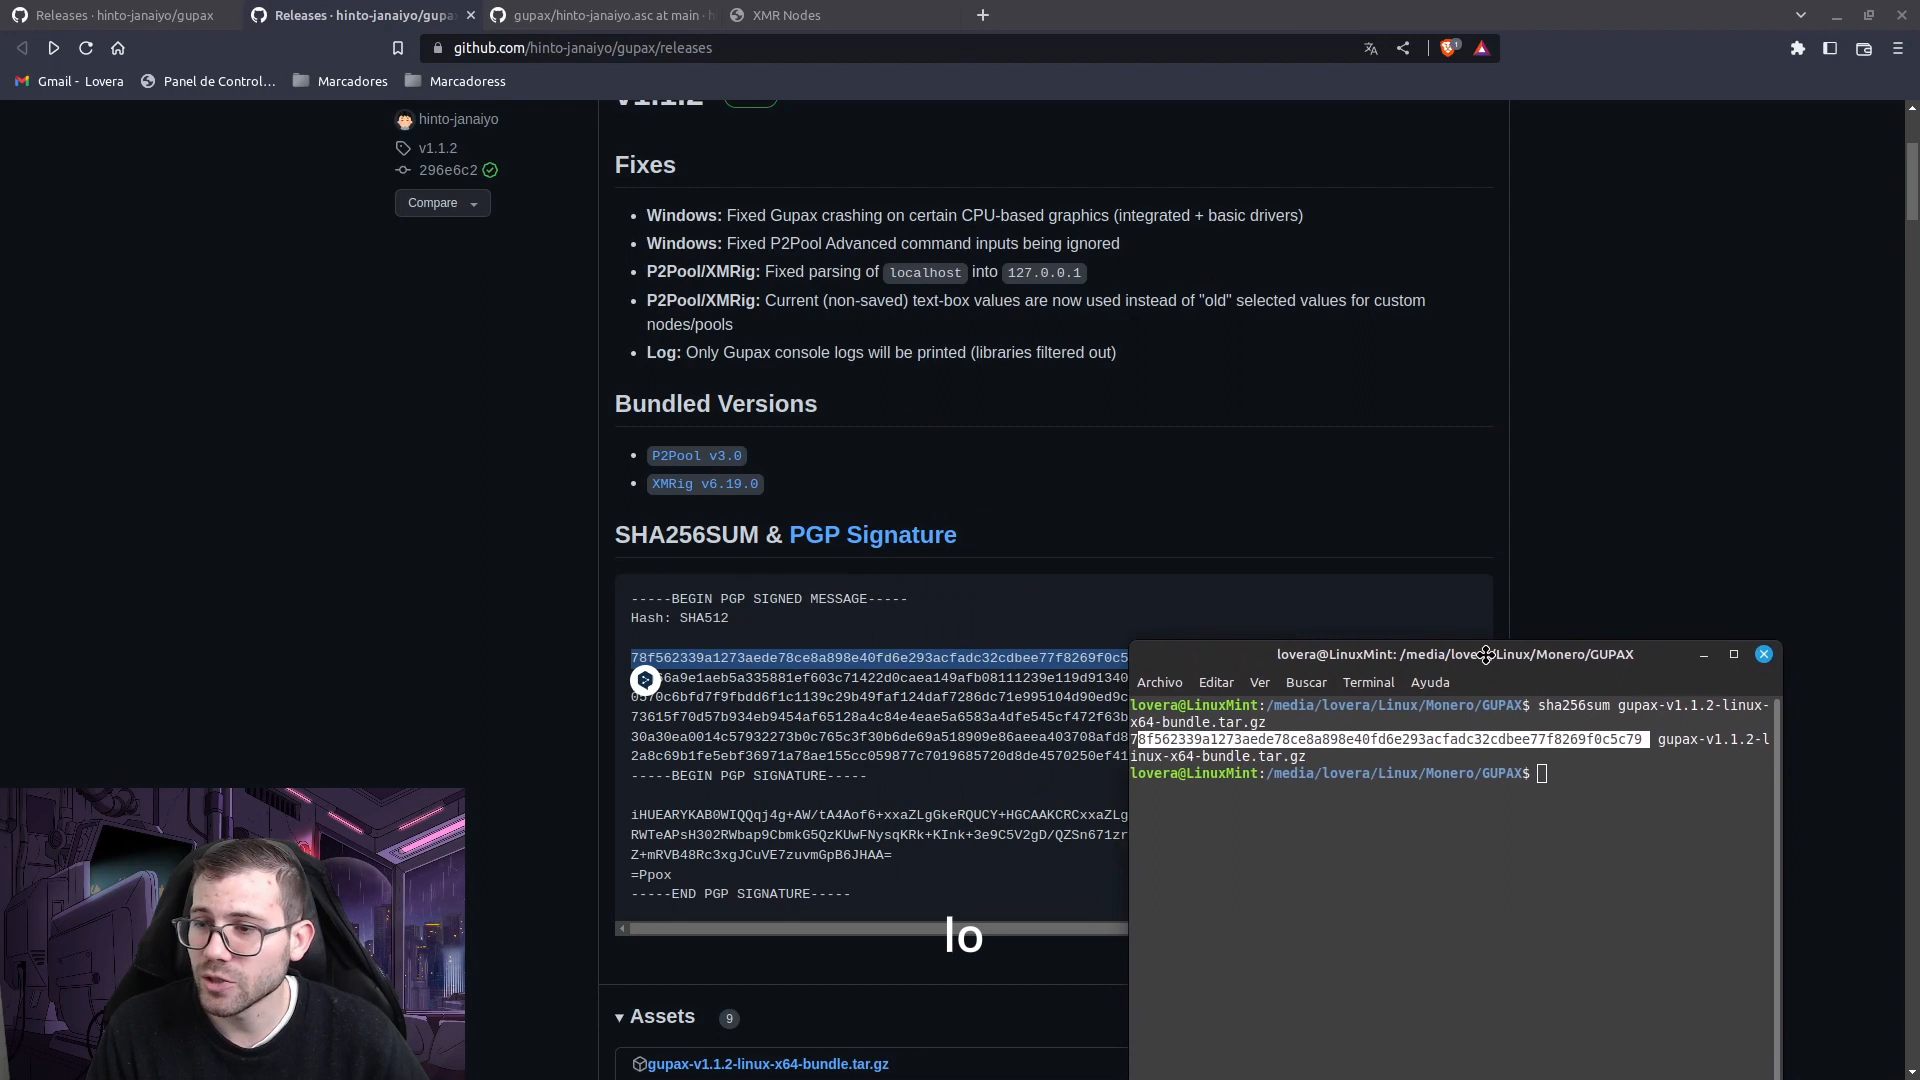 Releases · hinto-janaiyo/gupax
Releases · hinto-janaiyo/gupa
gupax/hinto-janaiyo.asc at main · h
XMR Nodes
github.com/hinto-janaiyo/gupax/releases
1
Gmail - Lovera
Panel de Control...
Marcadores
Marcadoress
v1.1.2
hinto-janaiyo
v1.1.2
296e6c2
Compare
Fixes
Windows: Fixed Gupax crashing on certain CPU-based graphics (integrated + basic drivers)
Windows: Fixed P2Pool Advanced command inputs being ignored
P2Pool/XMRig: Fixed parsing of localhost into 127.0.0.1
P2Pool/XMRig: Current (non-saved) text-box values are now used instead of "old" selected values for custom
nodes/pools
Log: Only Gupax console logs will be printed (libraries filtered out)
Bundled Versions
P2Pool v3.0
XMRig v6.19.0
SHA256SUM & PGP Signature
-----BEGIN PGP SIGNED MESSAGE-----
Hash: SHA512
78f562339a1273aede78ce8a898e40fd6e293acfadc32cdbee77f8269f0c5
6a9e1aeb5a335881ef603c71422d0caea149afb08111239e119d91340
0570c6bfd7f9fbdd6f1c1139c29b49faf124daf7286dc71e995104d90ed9c
73615f70d57b934eb9454af65128a4c84e4eae5a6583a4dfe545cf472f63b
30a30ea0014c57932273b0c765c3f30b6de69a518909e86aeea403708afd8
2a8c69b1fe5ebf36971a78ae155cc059877c7019685720d8de4570250ef41
-----BEGIN PGP SIGNATURE-----
iHUEARYKAB0WIQQqj4g+AW/tA4Aof6+xxaZLgGkeRQUCY+HGCAAKCRCxxaZLg
RWTeAPsH302RWbap9CbmkG5QzKUwFNysqKRk+KInk+3e9C5V2gD/QZSn671zr
Z+mRVB48Rc3xgJCuVE7zuvmGpB6JHAA=
=Ppox
-----END PGP SIGNATURE-----
Assets 9
gupax-v1.1.2-linux-x64-bundle.tar.gz
lovera@LinuxMint: /media/lovera/Linux/Monero/GUPAX
Archivo Editar Ver Buscar Terminal Ayuda
lovera@LinuxMint:/media/lovera/Linux/Monero/GUPAX$ sha256sum gupax-v1.1.2-linux-
x64-bundle.tar.gz
78f562339a1273aede78ce8a898e40fd6e293acfadc32cdbee77f8269f0c5c79 gupax-v1.1.2-l
inux-x64-bundle.tar.gz
lovera@LinuxMint:/media/lovera/Linux/Monero/GUPAX$
lo